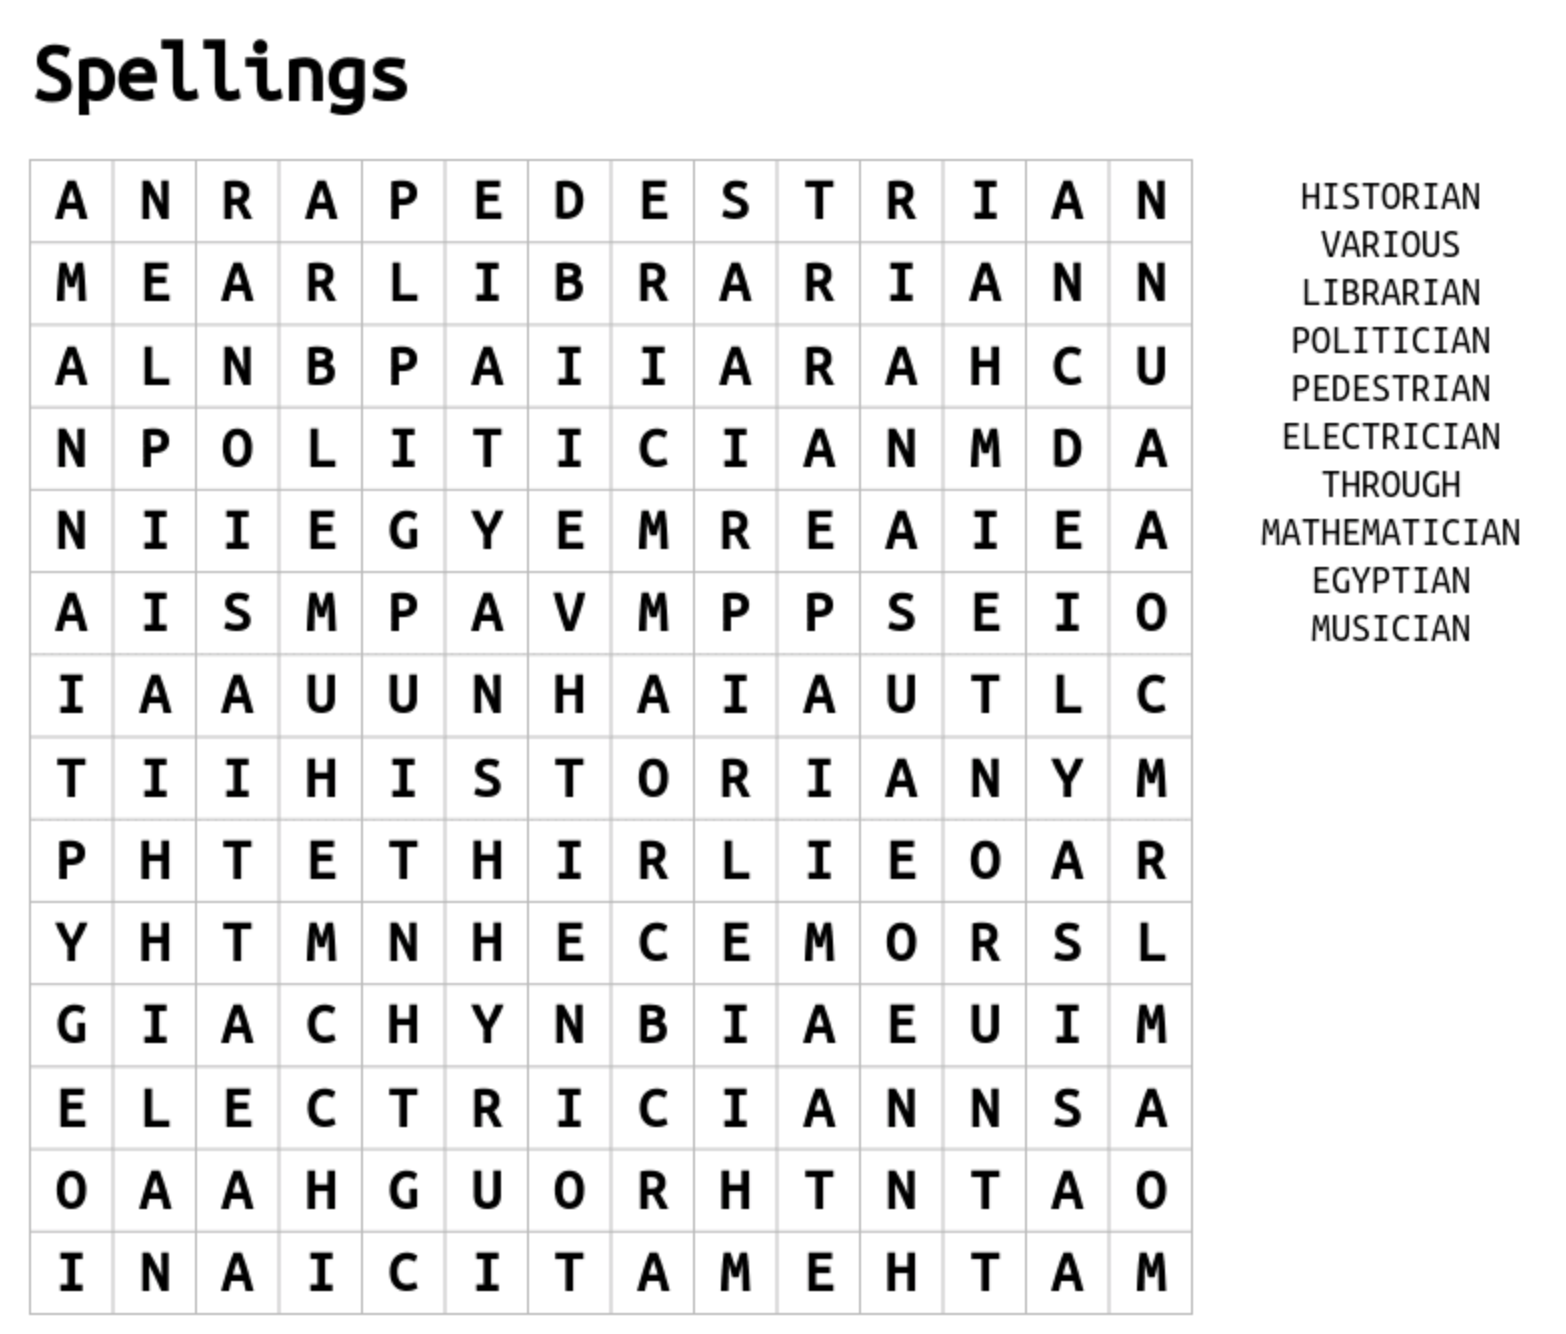 Spellings
A N R A P E D E S T R I A N
M E A R L I B R A R I A N N
A L N B P A I I A R A H C U
N P O L I T I C I A N M D A
N I I E G Y E M R E A I E A
A I S M P A V M P P S E I O
I A A U U N H A I A U T L C
T I I H I S T O R I A N Y M
P H T E T H I R L I E O A R
Y H T M N H E C E M O R S L
G I A C H Y N B I A E U I M
E L E C T R I C I A N N S A
O A A H G U O R H T N T A O
I N A I C I T A M E H T A M
HISTORIAN
VARIOUS
LIBRARIAN
POLITICIAN
PEDESTRIAN
ELECTRICIAN
THROUGH
MATHEMATICIAN
EGYPTIAN
MUSICIAN